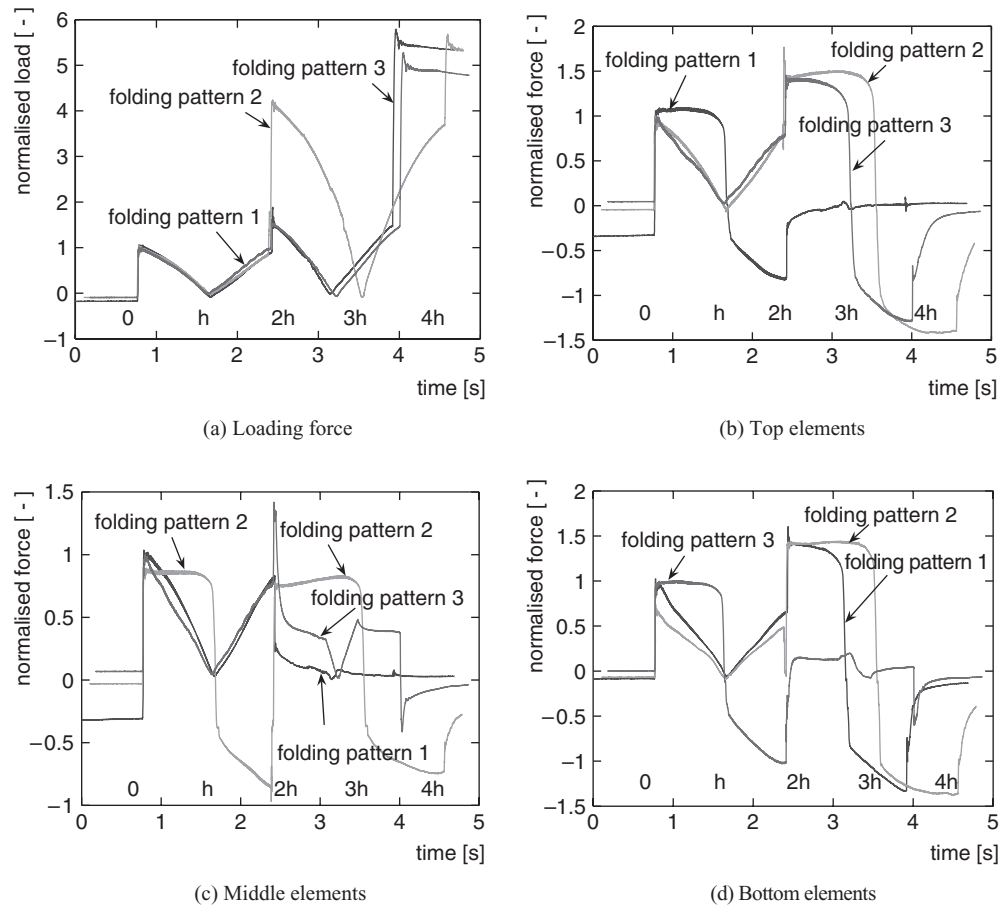 normalised load [ - ]
6
5
4
3
2
1
0
−1
folding pattern 3
folding pattern 2
folding pattern 1
0 h 2h 3h 4h
0 1 2 3 4 5
time [s]
(a) Loading force
normalised force [ - ]
2
1.5
1
0.5
0
−0.5
−1
−1.5
folding pattern 1
folding pattern 2
folding pattern 3
0 h 2h 3h 4h
0 1 2 3 4 5
time [s]
(b) Top elements
normalised force [ - ]
1.5
1
0.5
0
−0.5
−1
folding pattern 2
folding pattern 2
folding pattern 3
folding pattern 1
0 h 2h 3h 4h
0 1 2 3 4 5
time [s]
(c) Middle elements
normalised force [ - ]
2
1.5
1
0.5
0
−0.5
−1
−1.5
folding pattern 3
folding pattern 2
folding pattern 1
0 h 2h 3h 4h
0 1 2 3 4 5
time [s]
(d) Bottom elements